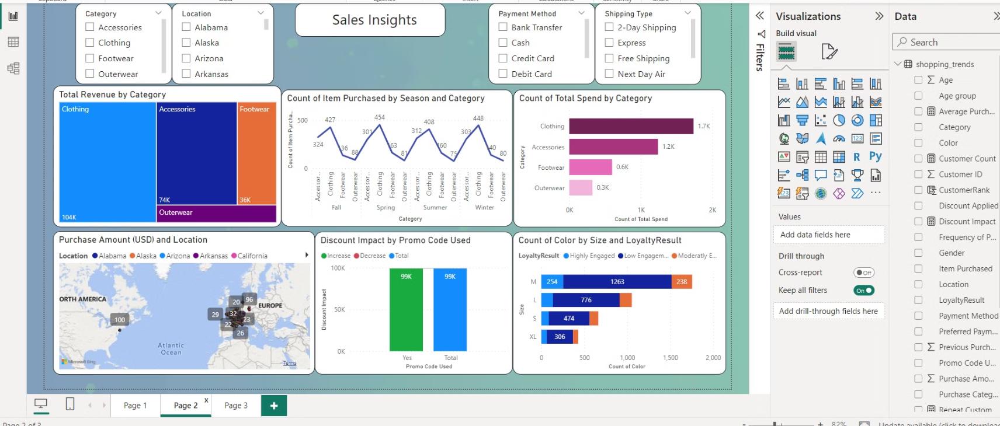 Category
Accessories
Clothing
Footwear
Outerwear
Location
Alabama
Alaska
Arizona
Arkansas
Sales Insights
Payment Method
Bank Transfer
Cash
Credit Card
Debit Card
Shipping Type
2-Day Shipping
Express
Free Shipping
Next Day Air
Total Revenue by Category
Clothing
104K
Accessories
74K
Footwear
36K
Outerwear
Count of Item Purchased by Season and Category
Count of Item Purcha...
500
0
324
427
36
88
301
454
63
81
312
408
160
75
303
448
40
80
Accessor...
Clothing
Footwear
Outerwear
Accessor...
Clothing
Footwear
Outerwear
Accessor...
Clothing
Footwear
Outerwear
Accessor...
Clothing
Footwear
Outerwear
Fall
Spring
Summer
Winter
Category
Count of Total Spend by Category
Category
Clothing
1.7K
Accessories
1.2K
Footwear
0.6K
Outerwear
0.3K
0K
1K
2K
Count of Total Spend
Purchase Amount (USD) and Location
Location Alabama Alaska Arizona Arkansas California
ORTH AMERICA
EUROPE
Atlantic
Ocean
100
29
20
96
32
23
22
26
Microsoft Bing
Terms
Discount Impact by Promo Code Used
Increase Decrease Total
Discount Impact
100K
50K
0K
99K
99K
Yes
Total
Promo Code Used
Count of Color by Size and LoyaltyResult
LoyaltyResult Highly Engaged Low Engagem... Moderatly E...
Size
M
254
1263
238
L
776
S
474
XL
306
0
500
1,000
1,500
2,000
Count of Color
Page 1
Page 2
x
Page 3
+
Page 2 of 3
- + 82%
Update available (click to download
Filters
Visualizations
Build visual
R
Py
123
...
Values
Add data fields here
Drill through
Cross-report
Off
Keep all filters
On
Add drill-through fields here
Data
Search
shopping_trends
Age
Age group
Average Purch...
Category
Color
Customer Count
Customer ID
CustomerRank
Discount Applied
Discount Impact
Frequency of P...
Gender
Item Purchased
Location
LoyaltyResult
Payment Method
Preferred Paym...
Previous Purch...
Promo Code U...
Purchase Amo...
Purchase Categ...
Repeat Custom